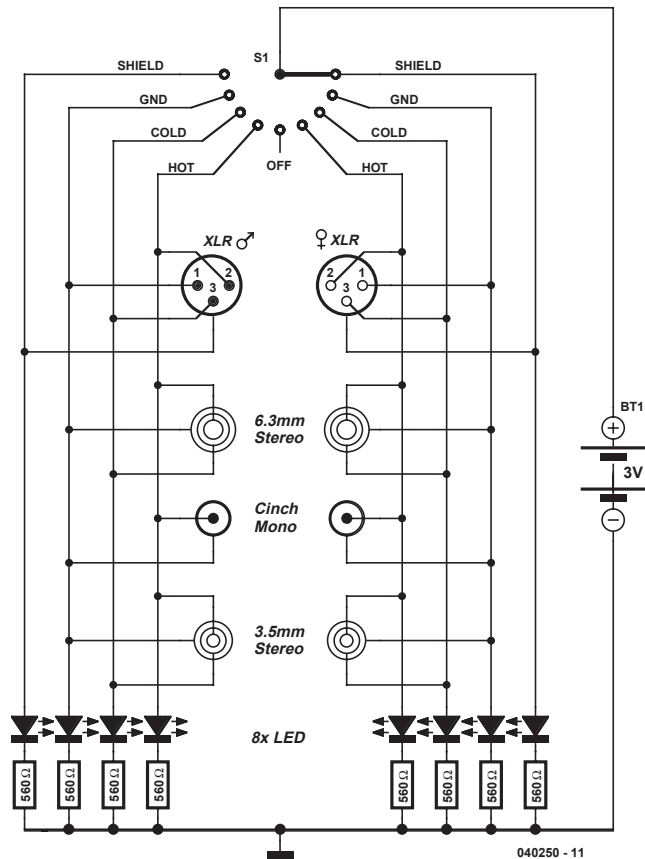 S1
SHIELD
SHIELD
GND
GND
COLD
COLD
OFF
HOT
HOT
XLR ♂
♀ XLR
1
2
3
2
1
3
6.3mm
Stereo
BT1
+
3V
−
Cinch
Mono
3.5mm
Stereo
8x LED
560Ω
560Ω
560Ω
560Ω
560Ω
560Ω
560Ω
560Ω
040250 - 11